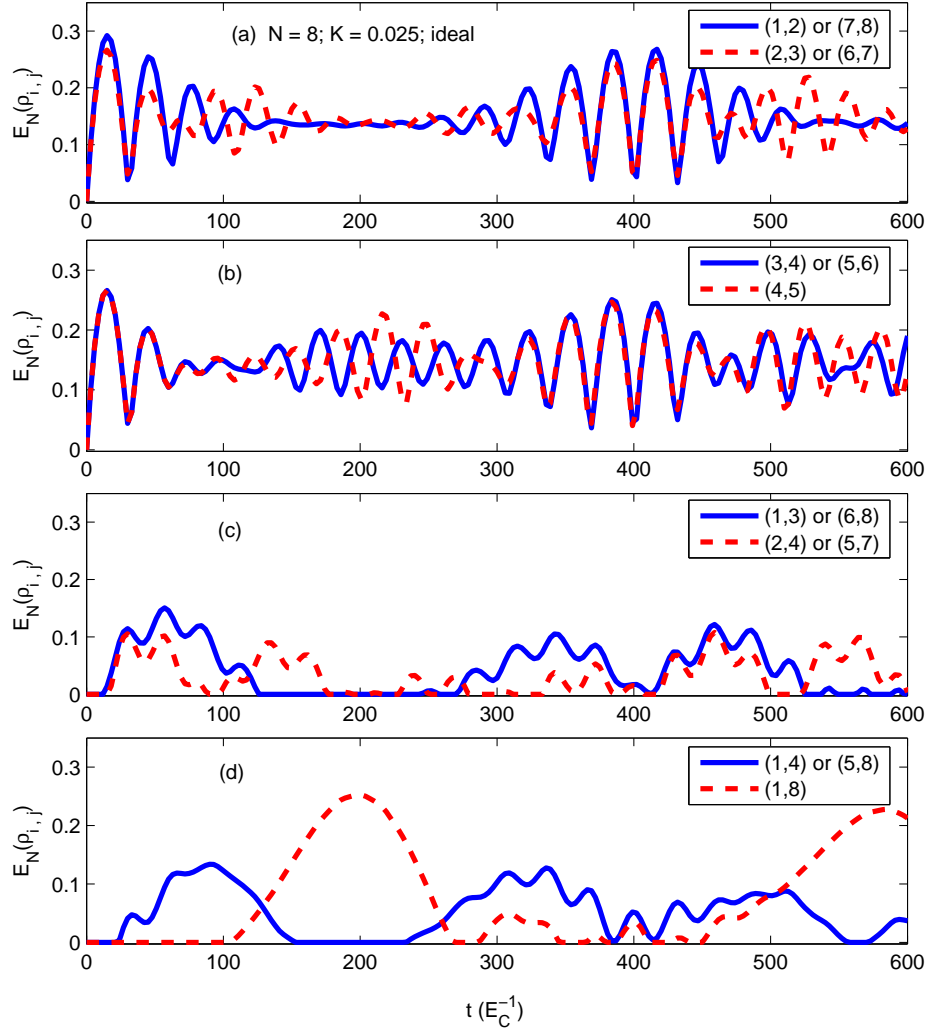 (a) N = 8; K = 0.025; ideal
(1,2) or (7,8)
(2,3) or (6,7)
E_N(ρ_{i, j})
0.3
0.2
0.1
0
0 100 200 300 400 500 600
(b)
(3,4) or (5,6)
(4,5)
E_N(ρ_{i, j})
0.3
0.2
0.1
0
0 100 200 300 400 500 600
(c)
(1,3) or (6,8)
(2,4) or (5,7)
E_N(ρ_{i, j})
0.3
0.2
0.1
0
0 100 200 300 400 500 600
(d)
(1,4) or (5,8)
(1,8)
E_N(ρ_{i, j})
0.3
0.2
0.1
0
0 100 200 300 400 500 600
t (E_C^{-1})